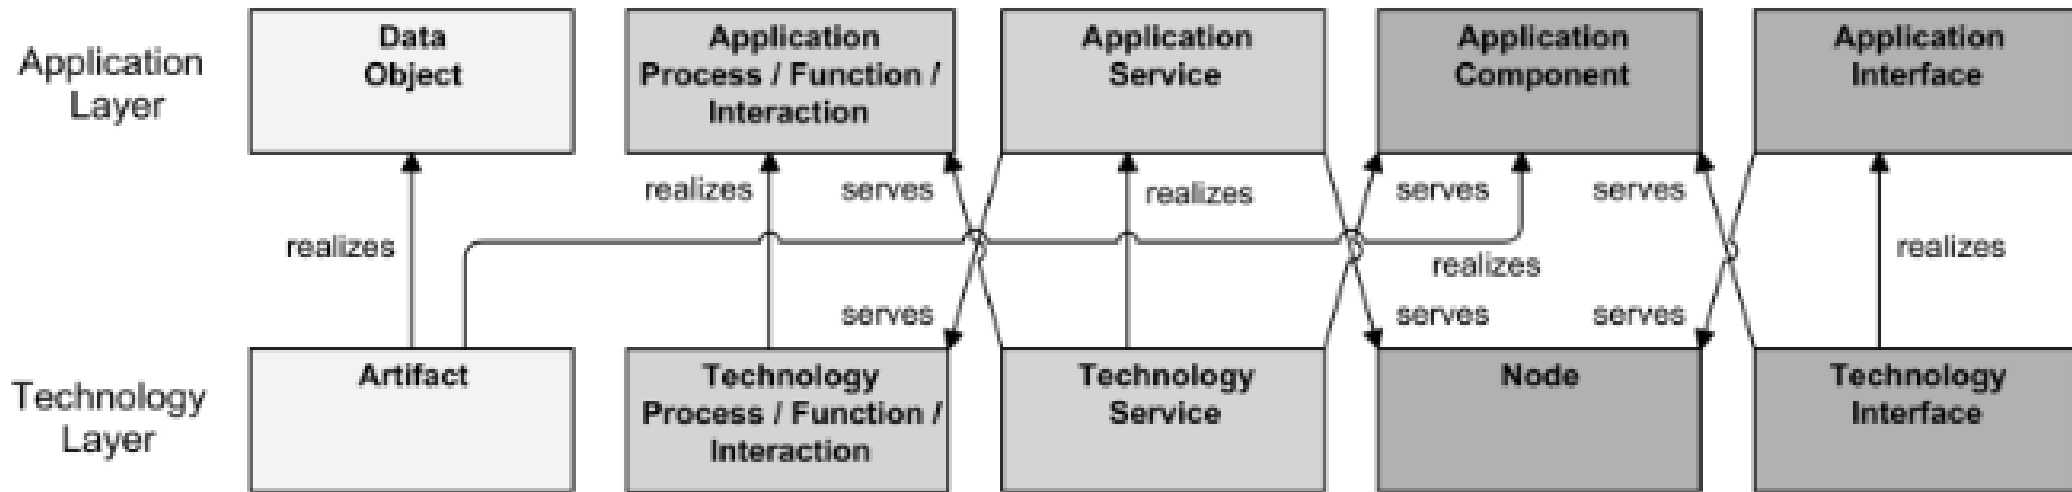 Application
Layer
Data
Object
Application
Process / Function /
Interaction
Application
Service
Application
Component
Application
Interface
realizes
serves
realizes
serves
serves
realizes
realizes
realizes
serves
serves
serves
Technology
Layer
Artifact
Technology
Process / Function /
Interaction
Technology
Service
Node
Technology
Interface